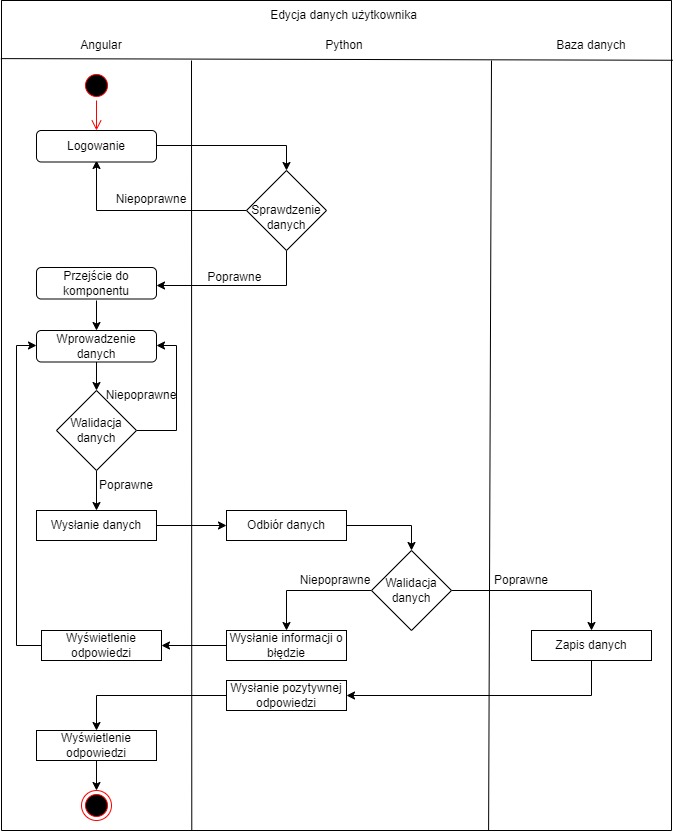 Edycja danych użytkownika
Angular
Python
Baza danych
Logowanie
Niepoprawne
Sprawdzenie
danych
Przejście do
komponentu
Poprawne
Wprowadzenie
danych
Niepoprawne
Walidacja
danych
Poprawne
Wysłanie danych
Odbiór danych
Niepoprawne
Walidacja
danych
Poprawne
Wyświetlenie
odpowiedzi
Wysłanie informacji o
błędzie
Zapis danych
Wysłanie pozytywnej
odpowiedzi
Wyświetlenie
odpowiedzi